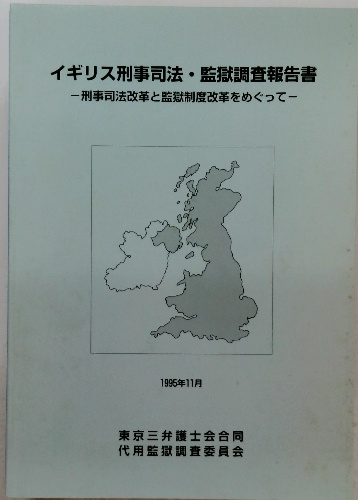 イギリス刑事司法・監獄調査報告書
－刑事司法改革と監獄制度改革をめぐって－
1995年11月
東京三弁護士会合同
代用監獄調査委員会